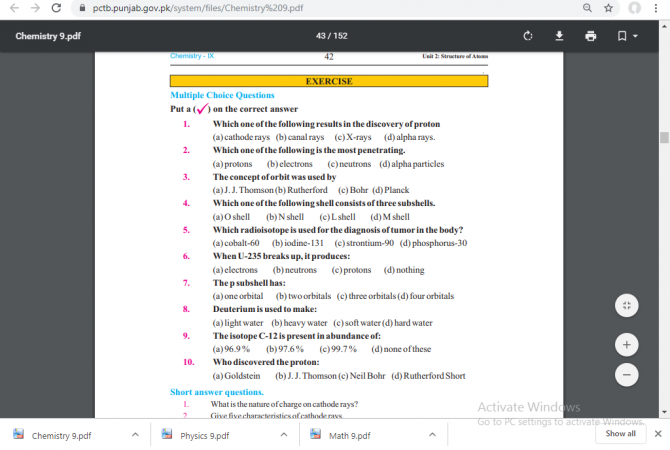 pctb.punjab.gov.pk/system/files/Chemistry%209.pdf
Chemistry 9.pdf 43 / 152
Chemistry - IX 42 Unit 2: Structure of Atoms
EXERCISE
Multiple Choice Questions
Put a (✓) on the correct answer
1. Which one of the following results in the discovery of proton
(a) cathode rays (b) canal rays (c) X-rays (d) alpha rays.
2. Which one of the following is the most penetrating.
(a) protons (b) electrons (c) neutrons (d) alpha particles
3. The concept of orbit was used by
(a) J. J. Thomson (b) Rutherford (c) Bohr (d) Planck
4. Which one of the following shell consists of three subshells.
(a) O shell (b) N shell (c) L shell (d) M shell
5. Which radioisotope is used for the diagnosis of tumor in the body?
(a) cobalt-60 (b) iodine-131 (c) strontium-90 (d) phosphorus-30
6. When U-235 breaks up, it produces:
(a) electrons (b) neutrons (c) protons (d) nothing
7. The p subshell has:
(a) one orbital (b) two orbitals (c) three orbitals (d) four orbitals
8. Deuterium is used to make:
(a) light water (b) heavy water (c) soft water (d) hard water
9. The isotope C-12 is present in abundance of:
(a) 96.9 % (b) 97.6 % (c) 99.7 % (d) none of these
10. Who discovered the proton:
(a) Goldstein (b) J. J. Thomson (c) Neil Bohr (d) Rutherford Short
Short answer questions.
1. What is the nature of charge on cathode rays?
2. Give five characteristics of cathode rays.
Activate Windows
Go to PC settings to activate Windows.
Chemistry 9.pdf Physics 9.pdf Math 9.pdf Show all